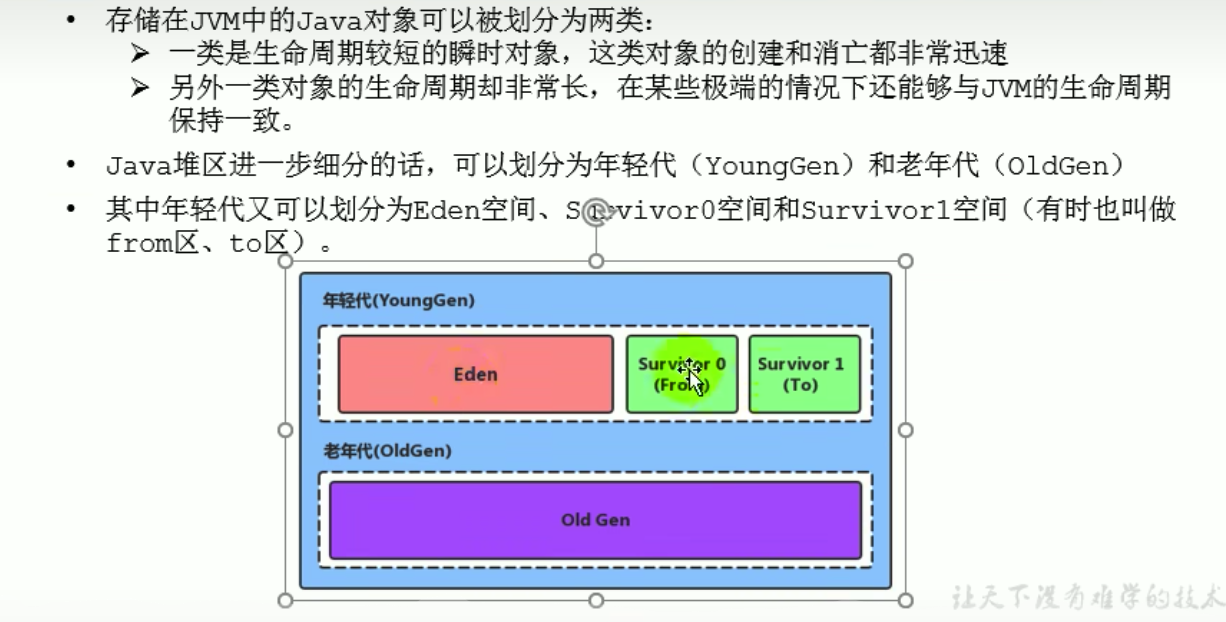 • 存储在JVM中的Java对象可以被划分为两类：
➢ 一类是生命周期较短的瞬时对象，这类对象的创建和消亡都非常迅速
➢ 另外一类对象的生命周期却非常长，在某些极端的情况下还能够与JVM的生命周期
保持一致。
• Java堆区进一步细分的话，可以划分为年轻代（YoungGen）和老年代（OldGen）
• 其中年轻代又可以划分为Eden空间、Survivor0空间和Survivor1空间（有时也叫做
from区、to区）。
年轻代(YoungGen)
Eden
Survivor 0
(From)
Survivor 1
(To)
老年代(OldGen)
Old Gen
让天下没有难学的技术